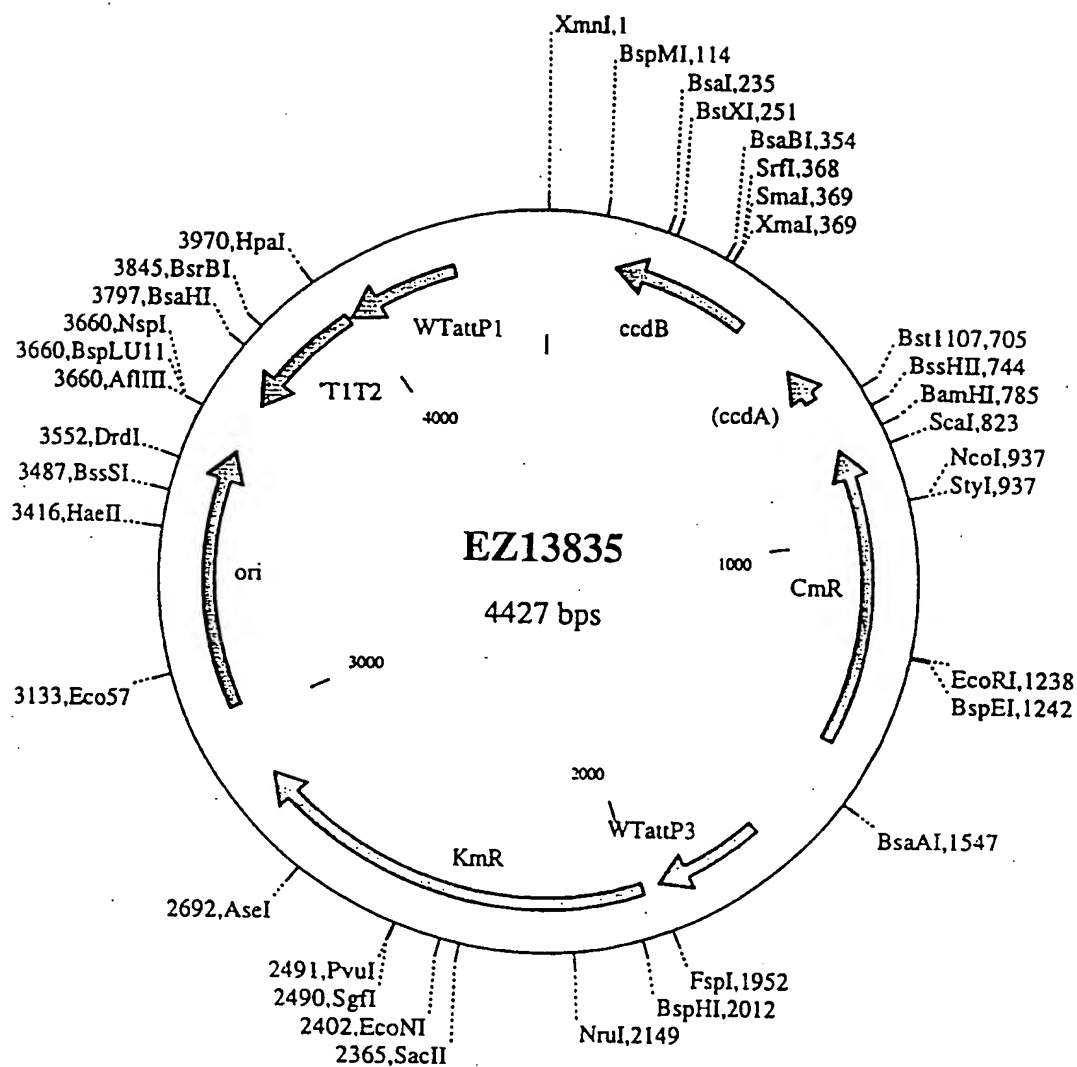 XmnI,1
BspMI,114
BsaI,235
BstXI,251
BsaBI,354
SrfI,368
SmaI,369
XmaI,369
3970,HpaI
3845,BsrBI
3797,BsaHI
3660,NspI
3660,BspLU11
3660,AflIII
3552,DrdI
3487,BssSI
3416,HaeII
3133,Eco57
WTattP1
ccdB
T1T2
4000
(ccdA)
Bst1107,705
BssHII,744
BamHI,785
ScaI,823
NcoI,937
StyI,937
EZ13835
4427 bps
ori
1000
CmR
3000
EcoRI,1238
BspEI,1242
2000
WTattP3
KmR
BsaAI,1547
2692,AseI
2491,PvuI
2490,SgfI
2402,EcoNI
2365,SacII
FspI,1952
BspHI,2012
NruI,2149